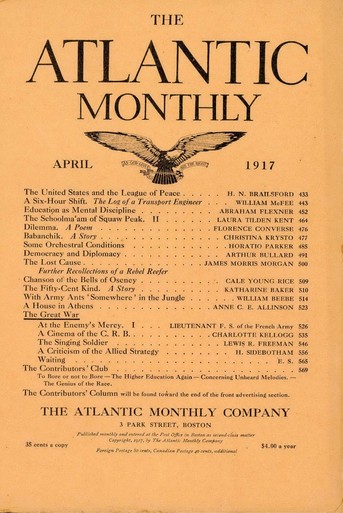 THE
ATLANTIC
MONTHLY
APRIL 1917
The United States and the League of Peace . . . . . H. N. BRAILSFORD 433
A Six-Hour Shift. The Log of a Transport Engineer . . . WILLIAM McFEE 443
Education as Mental Discipline . . . . . . . . ABRAHAM FLEXNER 452
The Schoolma'am of Squaw Peak. II . . . . . LAURA TILDEN KENT 464
Dilemma. A Poem . . . . . . . . . . . FLORENCE CONVERSE 476
Babanchik. A Story . . . . . . . . . . CHRISTINA KRYSTO 477
Some Orchestral Conditions . . . . . . . . HORATIO PARKER 485
Democracy and Diplomacy . . . . . . . . . ARTHUR BULLARD 491
The Lost Cause . . . . . . . . . . JAMES MORRIS MORGAN 500
Further Recollections of a Rebel Reefer
Chanson of the Bells of Oseney . . . . . . . CALE YOUNG RICE 509
The Fifty-Cent Kind. A Story . . . . . . . KATHARINE BAKER 510
With Army Ants 'Somewhere' in the Jungle . . . . WILLIAM BEEBE 514
A House in Athens . . . . . . . . . ANNE C. E. ALLINSON 523
The Great War
At the Enemy's Mercy. I . . LIEUTENANT F. S. of the French Army 526
A Cinema of the C. R. B. . . . . . . . CHARLOTTE KELLOGG 538
The Singing Soldier . . . . . . . . . LEWIS R. FREEMAN 546
A Criticism of the Allied Strategy . . . . . H. SIDEBOTHAM 556
Waiting . . . . . . . . . . . . . . . . E. S. 565
The Contributors' Club . . . . . . . . . . . . . 569
To Bore or not to Bore—The Higher Education Again—Concerning Unheard Melodies.—
The Genius of the Race.
The Contributors' Column will be found toward the end of the front advertising section.
THE ATLANTIC MONTHLY COMPANY
3 PARK STREET, BOSTON
35 cents a copy
Published monthly and entered at the Post Office in Boston as second-class matter
Copyright, 1917, by The Atlantic Monthly Company
$4.00 a year
Foreign Postage 80 cents, Canadian Postage 40 cents, additional